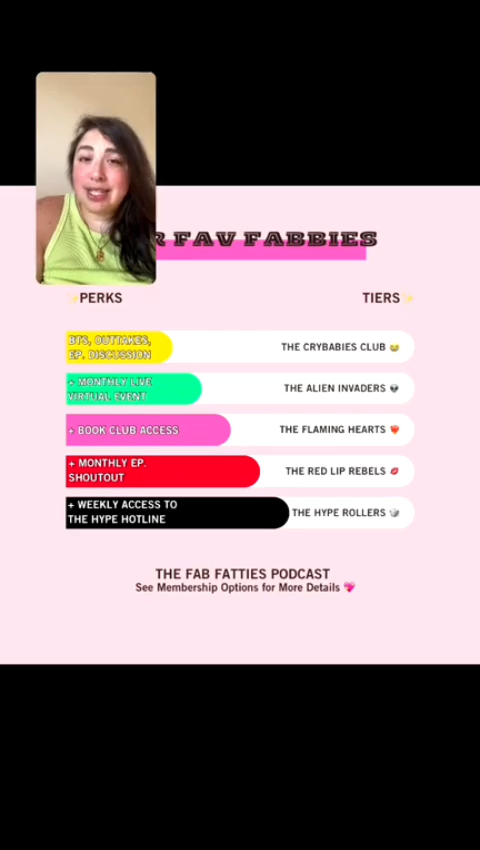 R FAV FABBIES
✨PERKS
TIERS✨
BTS, OUTTAKES,
EP. DISCUSSION
THE CRYBABIES CLUB 😭
+ MONTHLY LIVE
VIRTUAL EVENT
THE ALIEN INVADERS 👽
+ BOOK CLUB ACCESS
THE FLAMING HEARTS ❤️‍🔥
+ MONTHLY EP.
SHOUTOUT
THE RED LIP REBELS 💋
+ WEEKLY ACCESS TO
THE HYPE HOTLINE
THE HYPE ROLLERS 🎲
THE FAB FATTIES PODCAST
See Membership Options for More Details 💖